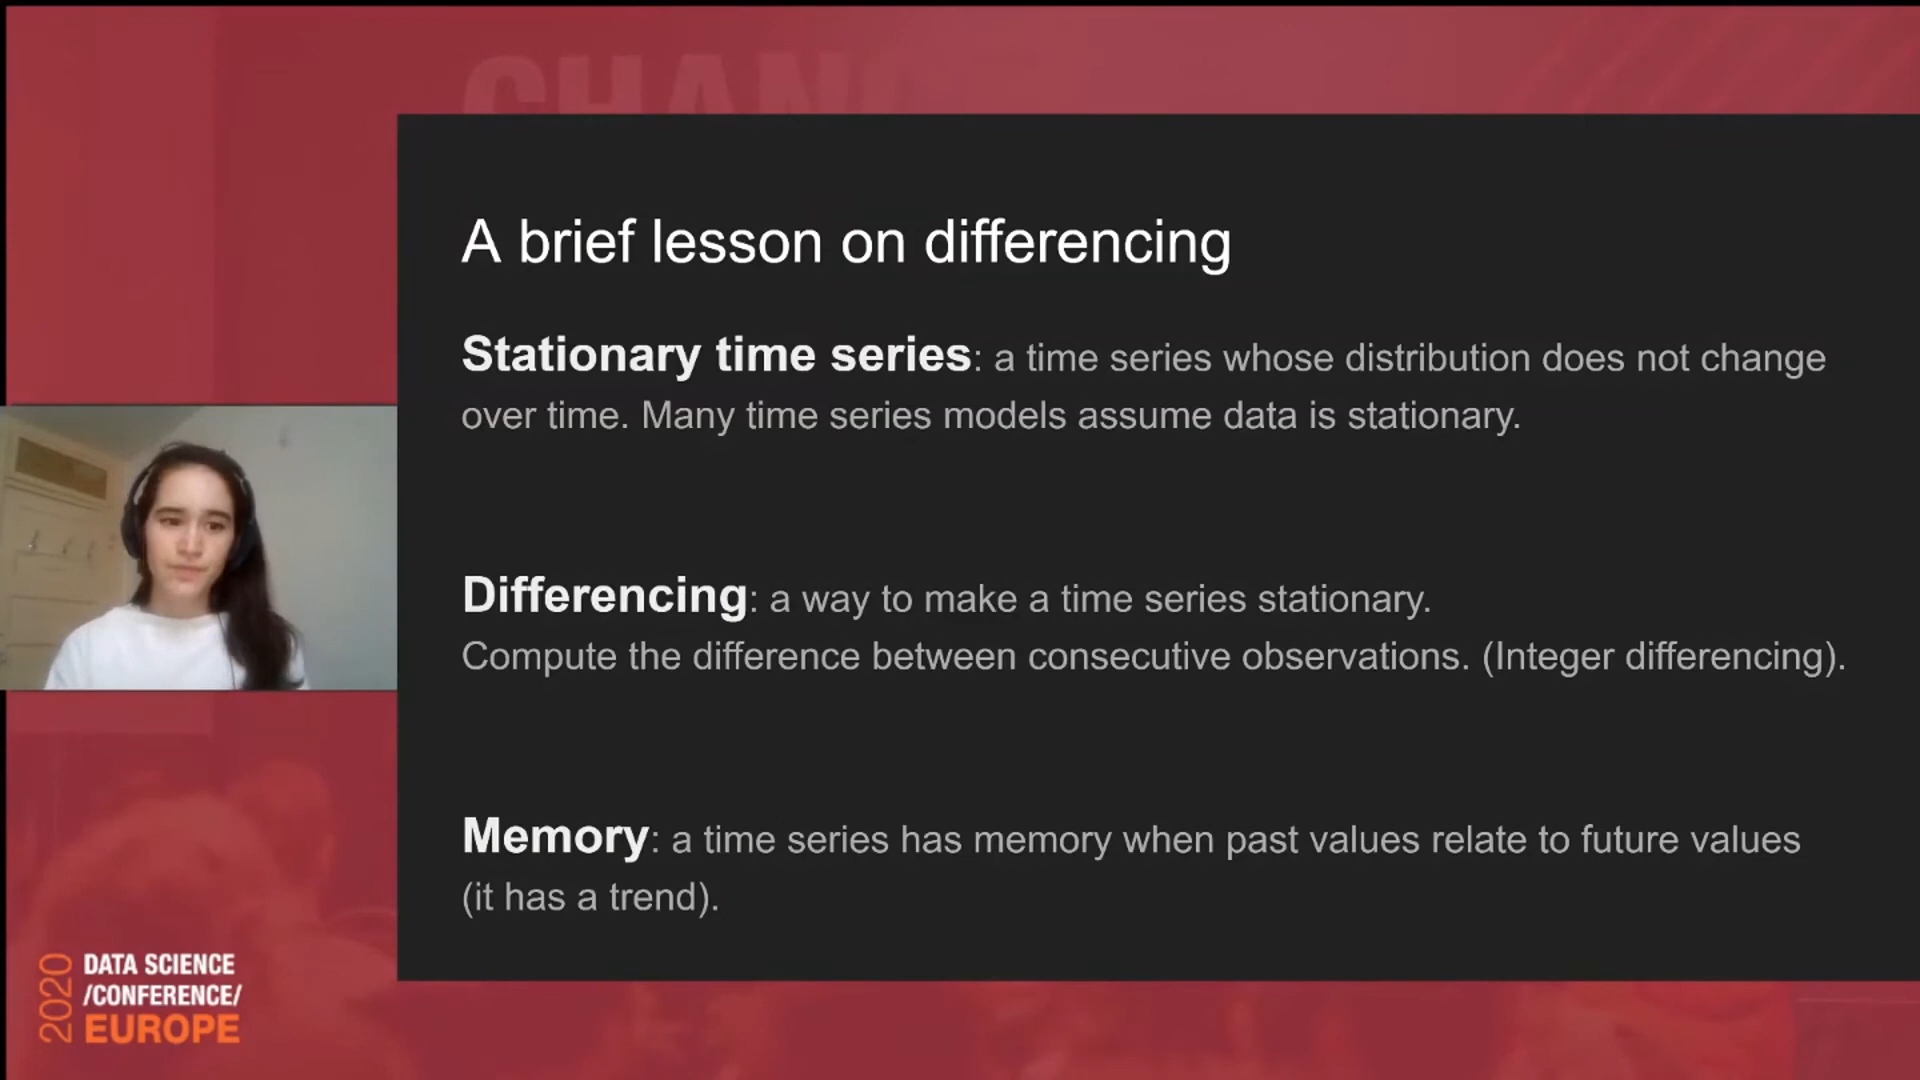 A brief lesson on differencing
Stationary time series: a time series whose distribution does not change
over time. Many time series models assume data is stationary.
Differencing: a way to make a time series stationary.
Compute the difference between consecutive observations. (Integer differencing).
Memory: a time series has memory when past values relate to future values
(it has a trend).
2020
DATA SCIENCE
/CONFERENCE/
EUROPE